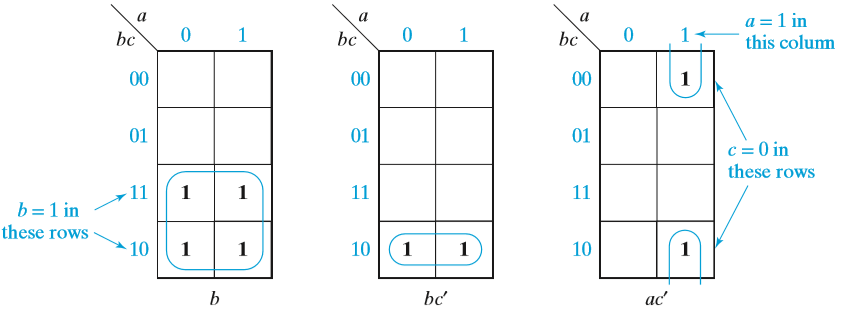 a
bc
0 1
00
01
11 1 1
10 1 1
b = 1 in
these rows
b
a
bc
0 1
00
01
11
10 1 1
bc′
a
bc
0 1
00 1
01
11
10 1
a = 1 in
this column
c = 0 in
these rows
ac′